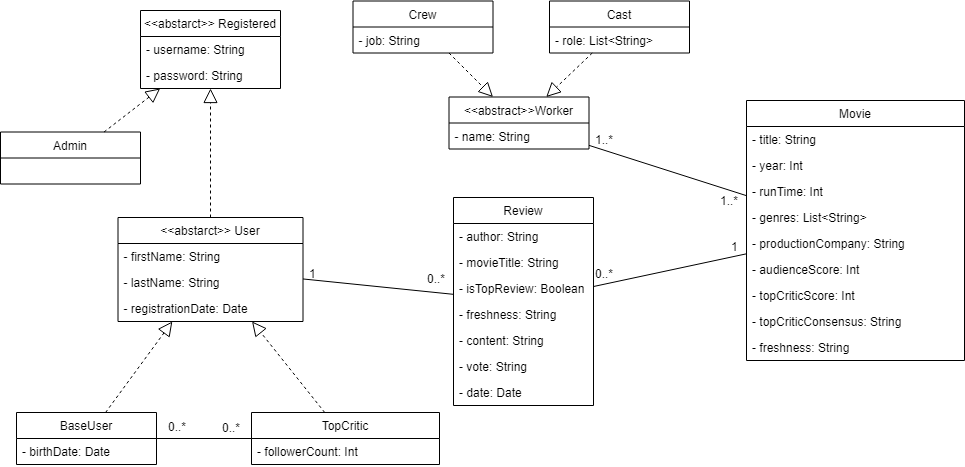 <<abstarct>> Registered
- username: String
- password: String
Admin
Crew
- job: String
Cast
- role: List<String>
<<abstract>>Worker
- name: String
1..*
1..*
Movie
- title: String
- year: Int
- runTime: Int
- genres: List<String>
- productionCompany: String
- audienceScore: Int
- topCriticScore: Int
- topCriticConsensus: String
- freshness: String
<<abstarct>> User
- firstName: String
- lastName: String
- registrationDate: Date
1
0..*
Review
- author: String
- movieTitle: String
- isTopReview: Boolean
- freshness: String
- content: String
- vote: String
- date: Date
0..*
1
BaseUser
- birthDate: Date
0..*
0..*
TopCritic
- followerCount: Int